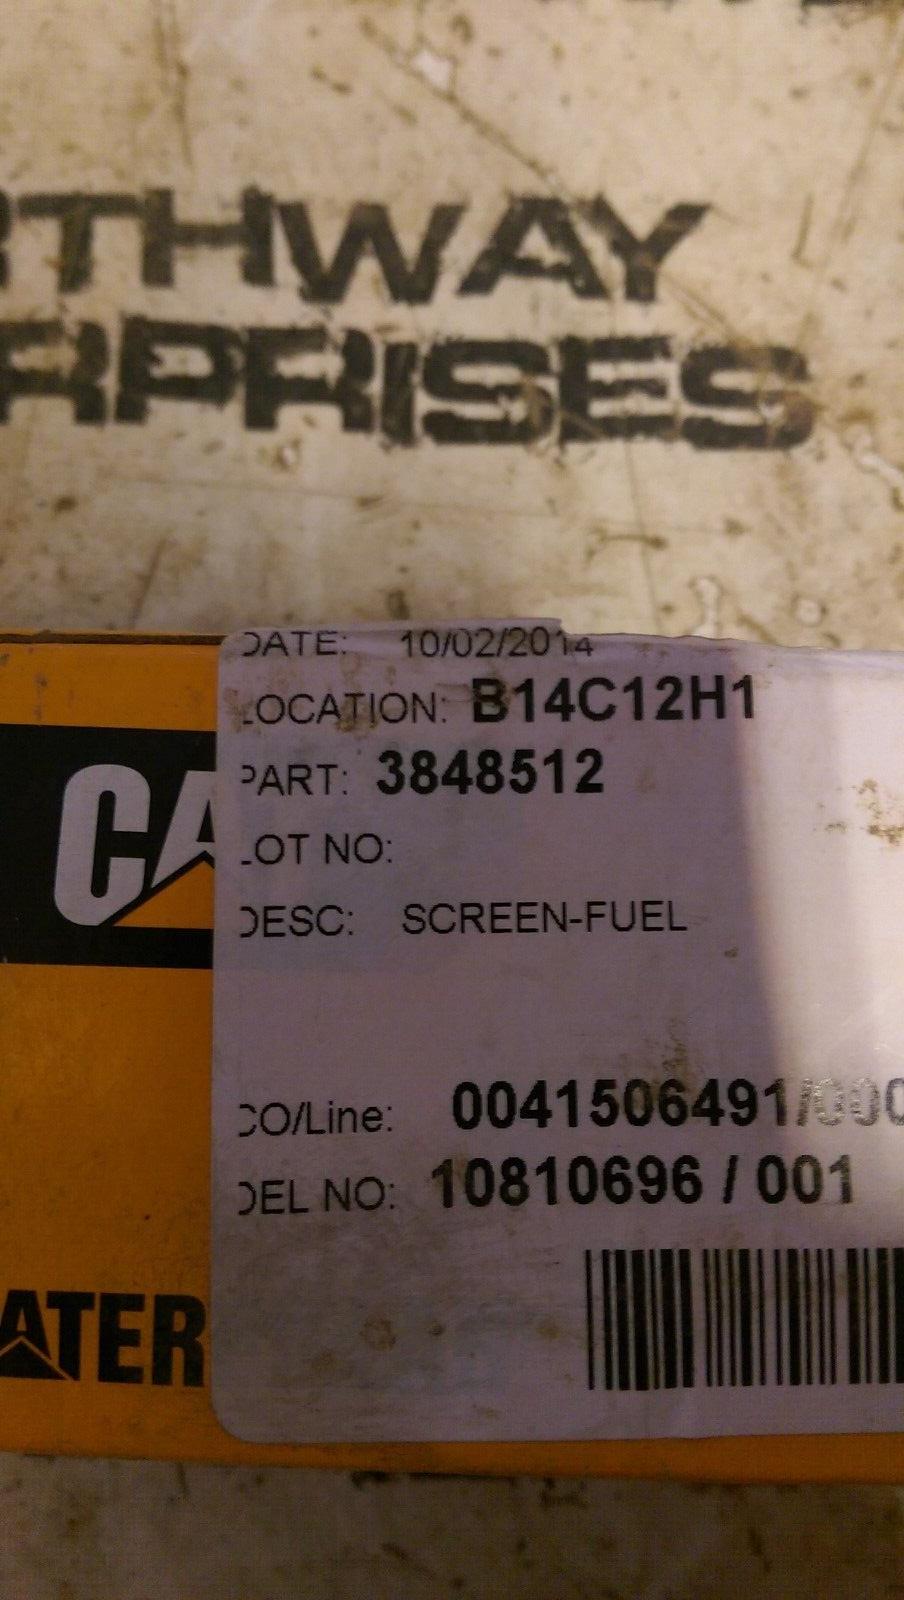 RTHWAY
RPRISES
DATE: 10/02/2014
LOCATION: B14C12H1
PART: 3848512
LOT NO:
DESC: SCREEN-FUEL
CO/Line: 0041506491/000
DEL NO: 10810696 / 001
CA
ATER